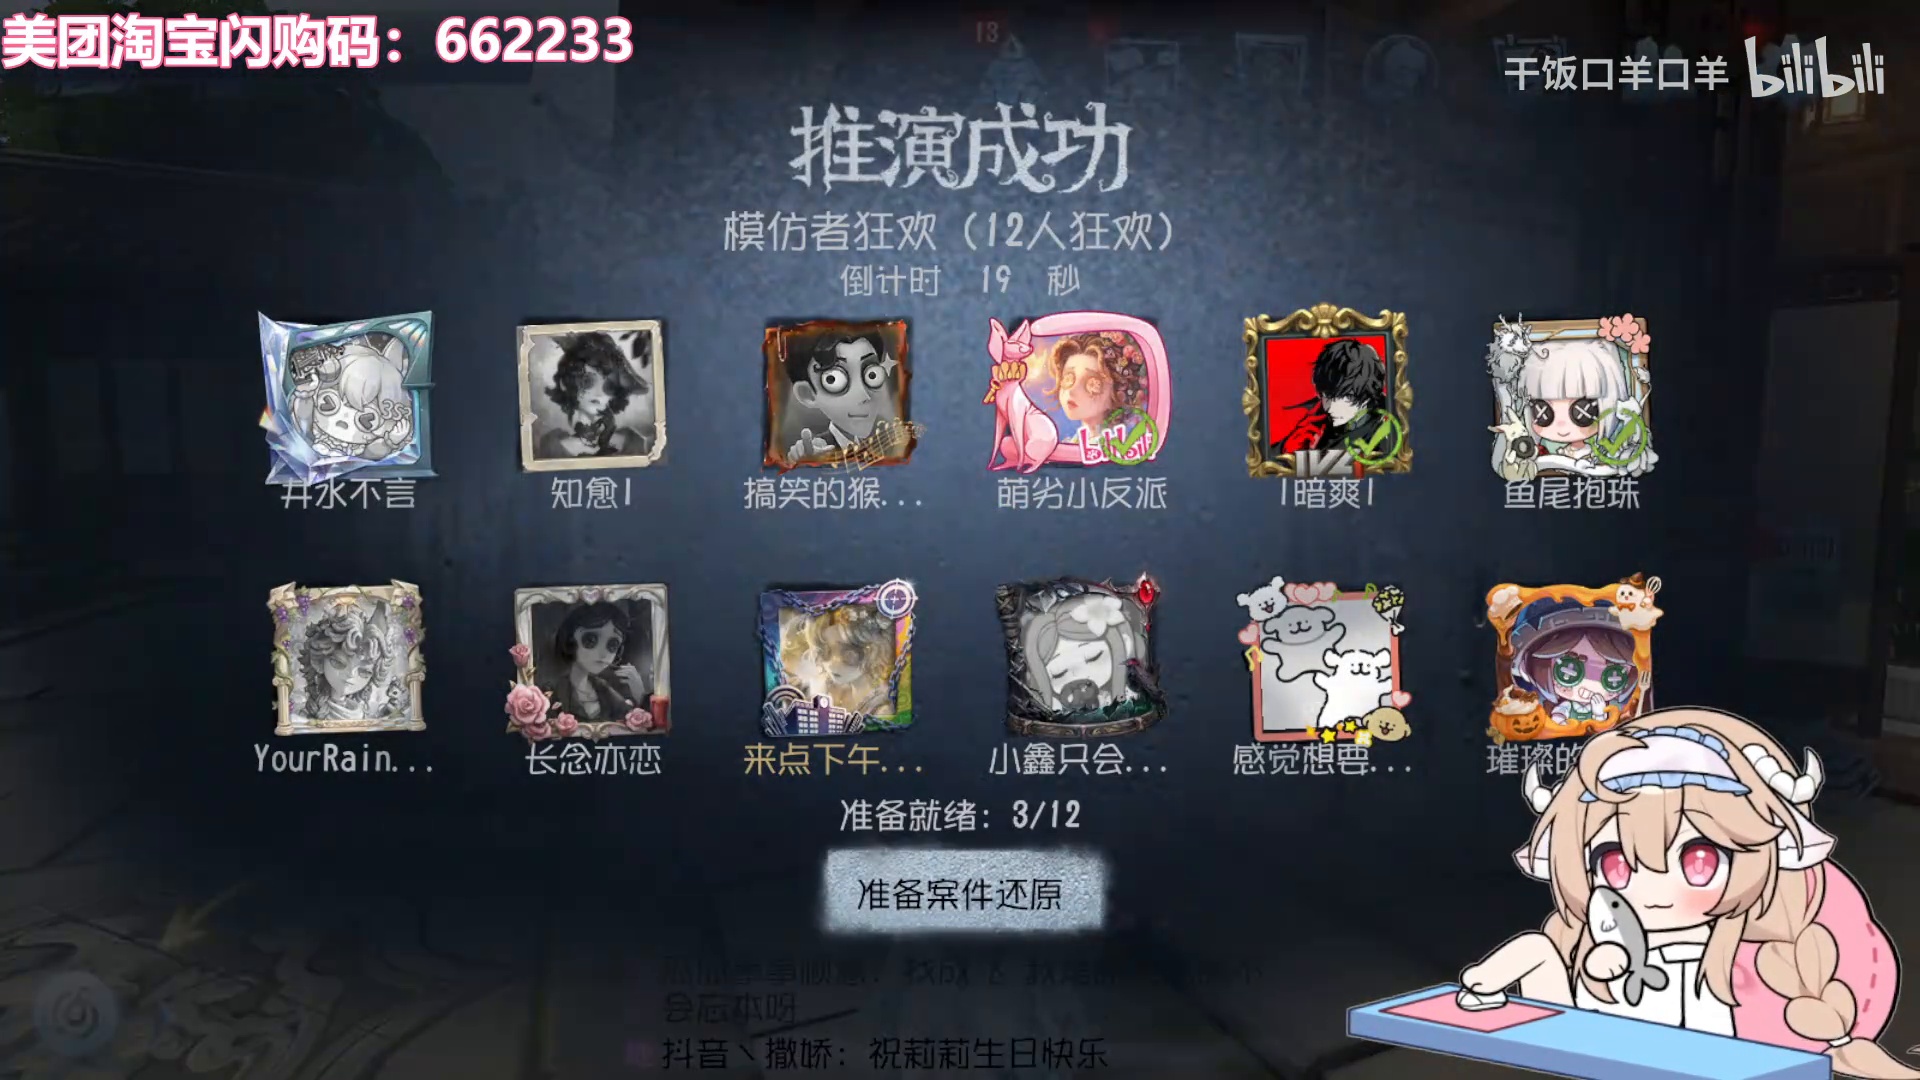 美团淘宝闪购码：662233
干饭口羊口羊 bilibili
13
推演成功
模仿者狂欢（12人狂欢）
倒计时 19 秒
井水不言
知愈I
搞笑的猴...
萌劣小反派
I暗爽I
鱼尾抱珠
YourRain...
长念亦恋
来点下午...
小鑫只会...
感觉想要...
璀璨的
准备就绪：3/12
准备案件还原
会忘本呀
抖音丶撒娇：祝莉莉生日快乐